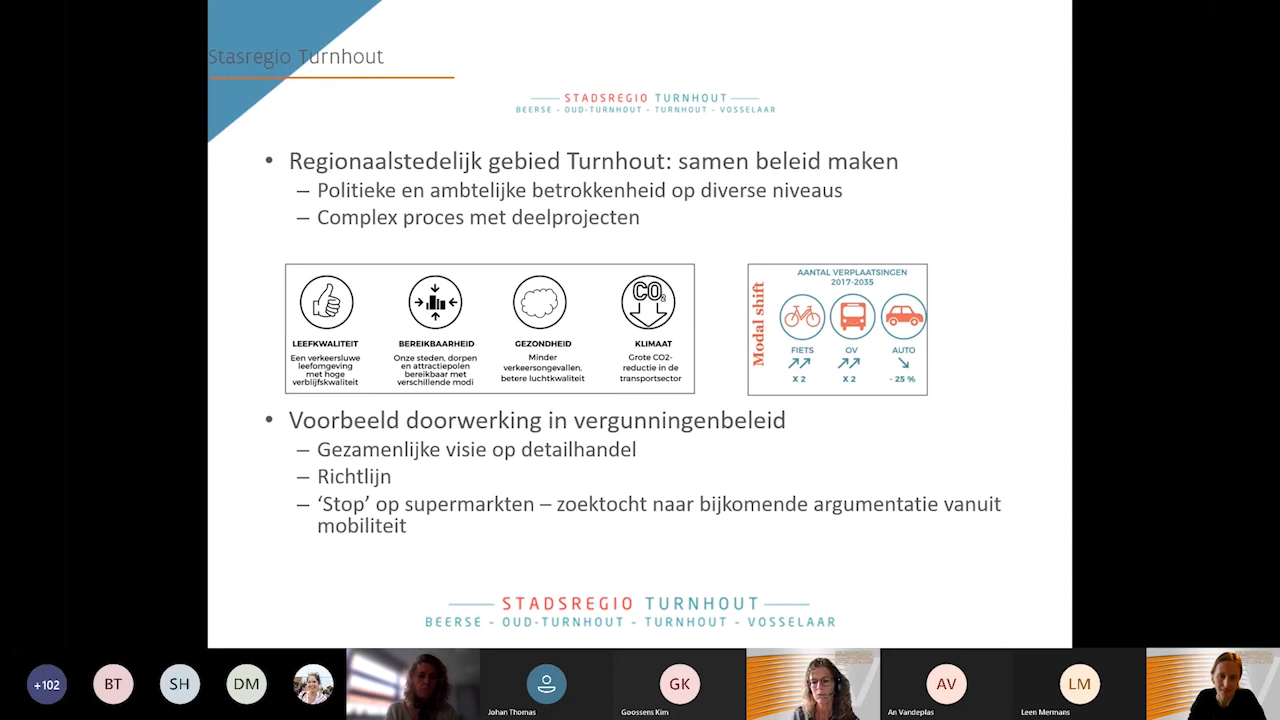 Stasregio Turnhout
STADSREGIO TURNHOUT
BEERSE - OUD-TURNHOUT - TURNHOUT - VOSSELAAR
• Regionaalstedelijk gebied Turnhout: samen beleid maken
– Politieke en ambtelijke betrokkenheid op diverse niveaus
– Complex proces met deelprojecten
CO2
LEEFKWALITEIT
Een verkeersluwe
leefomgeving
met hoge
verblijfskwaliteit
BEREIKBAARHEID
Onze steden, dorpen
en attractiepolen
bereikbaar met
verschillende modi
GEZONDHEID
Minder
verkeersongevallen,
betere luchtkwaliteit
KLIMAAT
Grote CO2-
reductie in de
transportsector
Modal shift
AANTAL VERPLAATSINGEN
2017-2035
FIETS OV AUTO
X 2 X 2 - 25 %
• Voorbeeld doorwerking in vergunningenbeleid
– Gezamenlijke visie op detailhandel
– Richtlijn
– ‘Stop’ op supermarkten – zoektocht naar bijkomende argumentatie vanuit
mobiliteit
STADSREGIO TURNHOUT
BEERSE - OUD-TURNHOUT - TURNHOUT - VOSSELAAR
+102 BT SH DM GK AV LM
Johan Thomas Goossens Kim An Vandeplas Leen Mermans